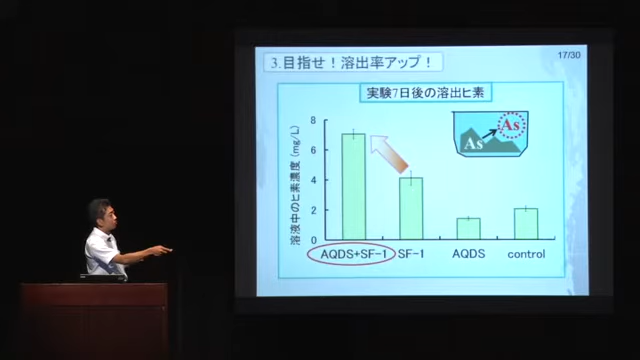 17/30
3.目指せ！溶出率アップ！
実験7日後の溶出ヒ素
溶液中のヒ素濃度(mg/L)
8
6
4
2
0
As
As
AQDS+SF-1 SF-1 AQDS control